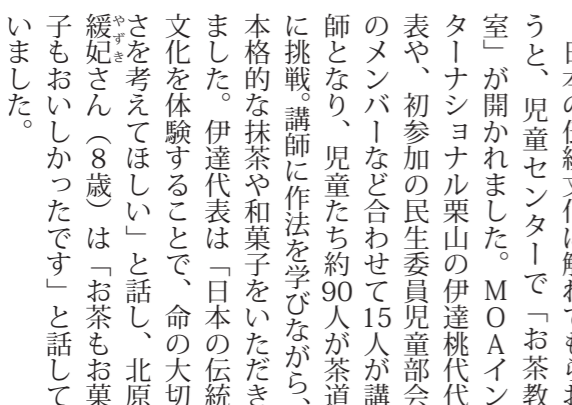 日本の伝統文化に触れてもらお
うと、児童センターで「お茶教
室」が開かれました。MOAイン
ターナショナル栗山の伊達桃代代
表や、初参加の民生委員児童部会
のメンバーなど合わせて15人が講
師となり、児童たち約90人が茶道
に挑戦。講師に作法を学びながら、
本格的な抹茶や和菓子をいただき
ました。伊達代表は「日本の伝統
文化を体験することで、命の大切
さを考えてほしい」と話し、北原
緩妃さん（８歳）は「お茶もお菓
子もおいしかったです」と話して
いました。